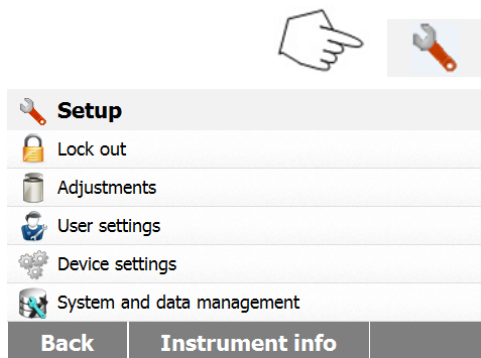 Setup
Lock out
Adjustments
User settings
Device settings
System and data management
Back Instrument info